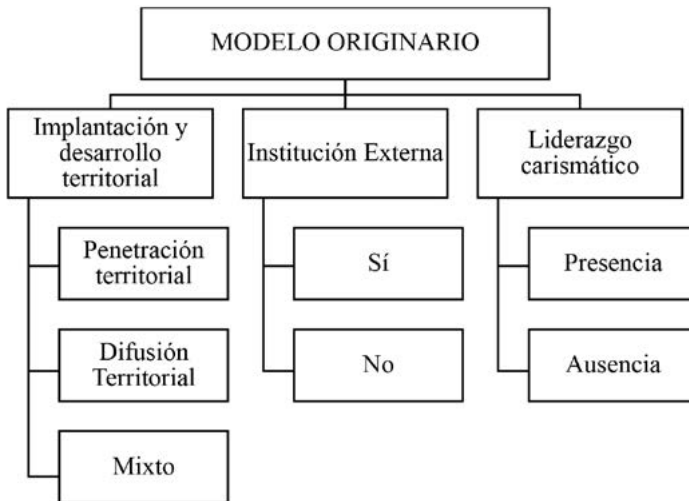 MODELO ORIGINARIO
Implantación y
desarrollo
territorial
Penetración
territorial
Difusión
Territorial
Mixto
Institución Externa
Sí
No
Liderazgo
carismático
Presencia
Ausencia